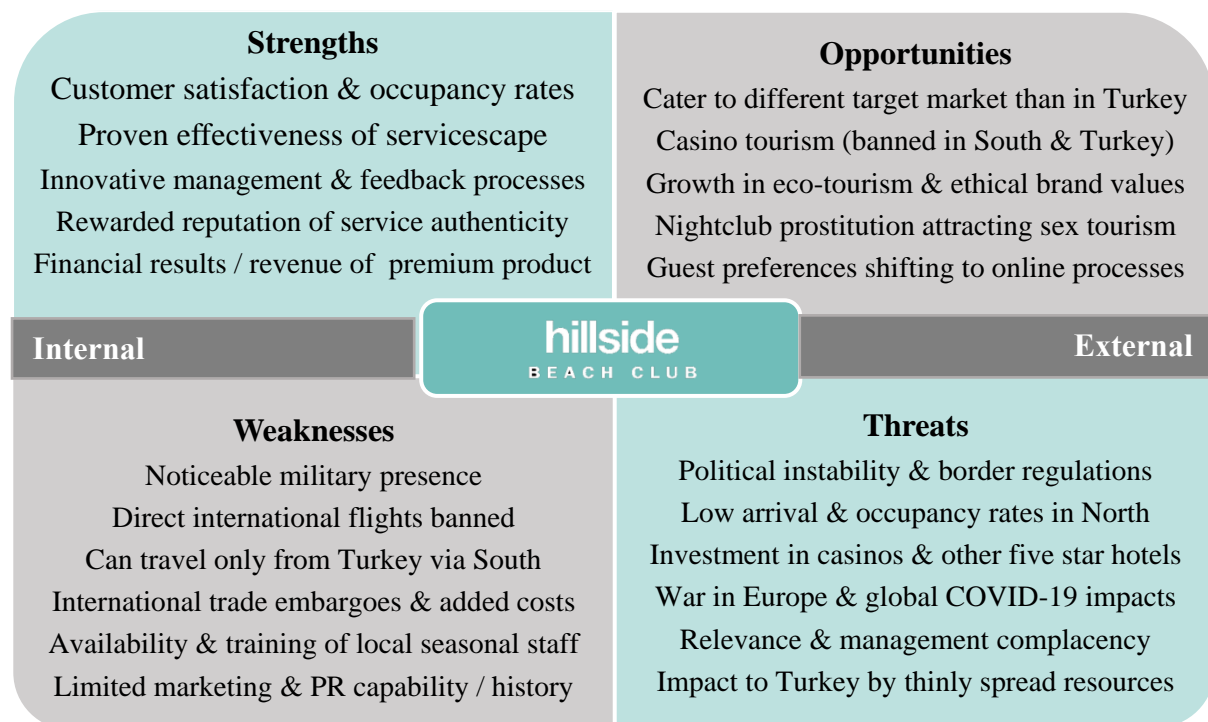 Strengths
Customer satisfaction & occupancy rates
Proven effectiveness of servicescape
Innovative management & feedback processes
Rewarded reputation of service authenticity
Financial results / revenue of premium product
Opportunities
Cater to different target market than in Turkey
Casino tourism (banned in South & Turkey)
Growth in eco-tourism & ethical brand values
Nightclub prostitution attracting sex tourism
Guest preferences shifting to online processes
Internal
hillside
BEACH CLUB
External
Weaknesses
Noticeable military presence
Direct international flights banned
Can travel only from Turkey via South
International trade embargoes & added costs
Availability & training of local seasonal staff
Limited marketing & PR capability / history
Threats
Political instability & border regulations
Low arrival & occupancy rates in North
Investment in casinos & other five star hotels
War in Europe & global COVID-19 impacts
Relevance & management complacency
Impact to Turkey by thinly spread resources